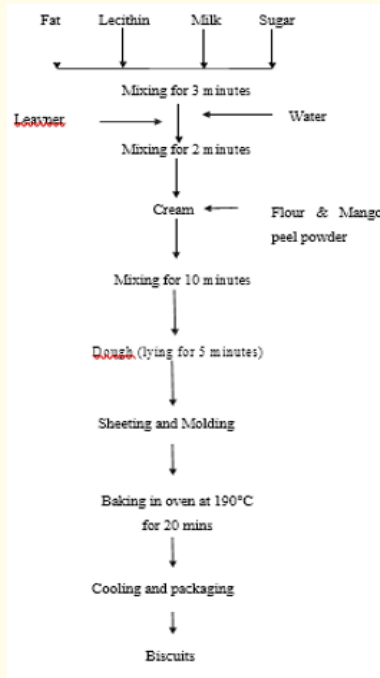 Fat Lecithin Milk Sugar
Mixing for 3 minutes
Leavner Water
Mixing for 2 minutes
Cream Flour & Mango
peel powder
Mixing for 10 minutes
Dough (lying for 5 minutes)
Sheeting and Molding
Baking in oven at 190°C
for 20 mins
Cooling and packaging
Biscuits